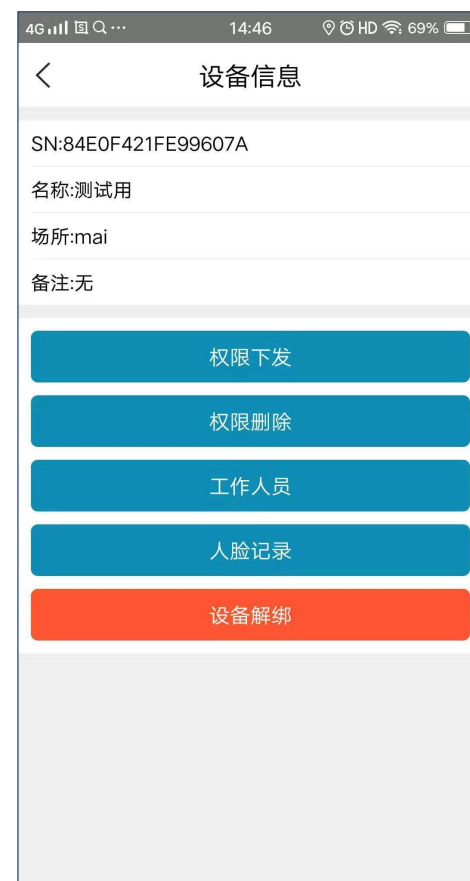 4G 14:46 HD 69%
设备信息
SN:84E0F421FE99607A
名称:测试用
场所:mai
备注:无
权限下发
权限删除
工作人员
人脸记录
设备解绑